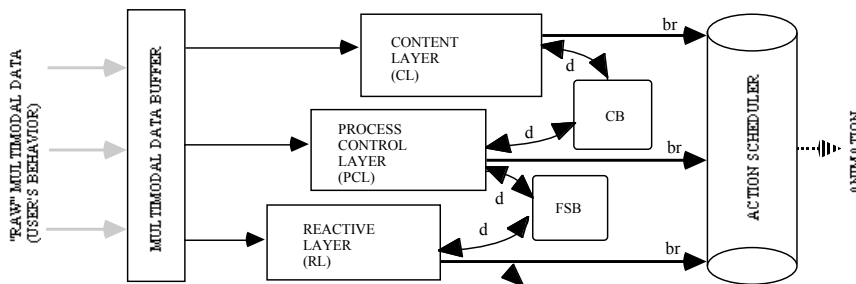 "RAW" MULTIMODAL DATA
(USER'S BEHAVIOR)
MULTIMODAL DATA BUFFER
CONTENT
LAYER
(CL)
br
d
CB
PROCESS
CONTROL
LAYER
(PCL)
d
br
d
FSB
REACTIVE
LAYER
(RL)
d
br
ACTION SCHEDULER
ANIMATION